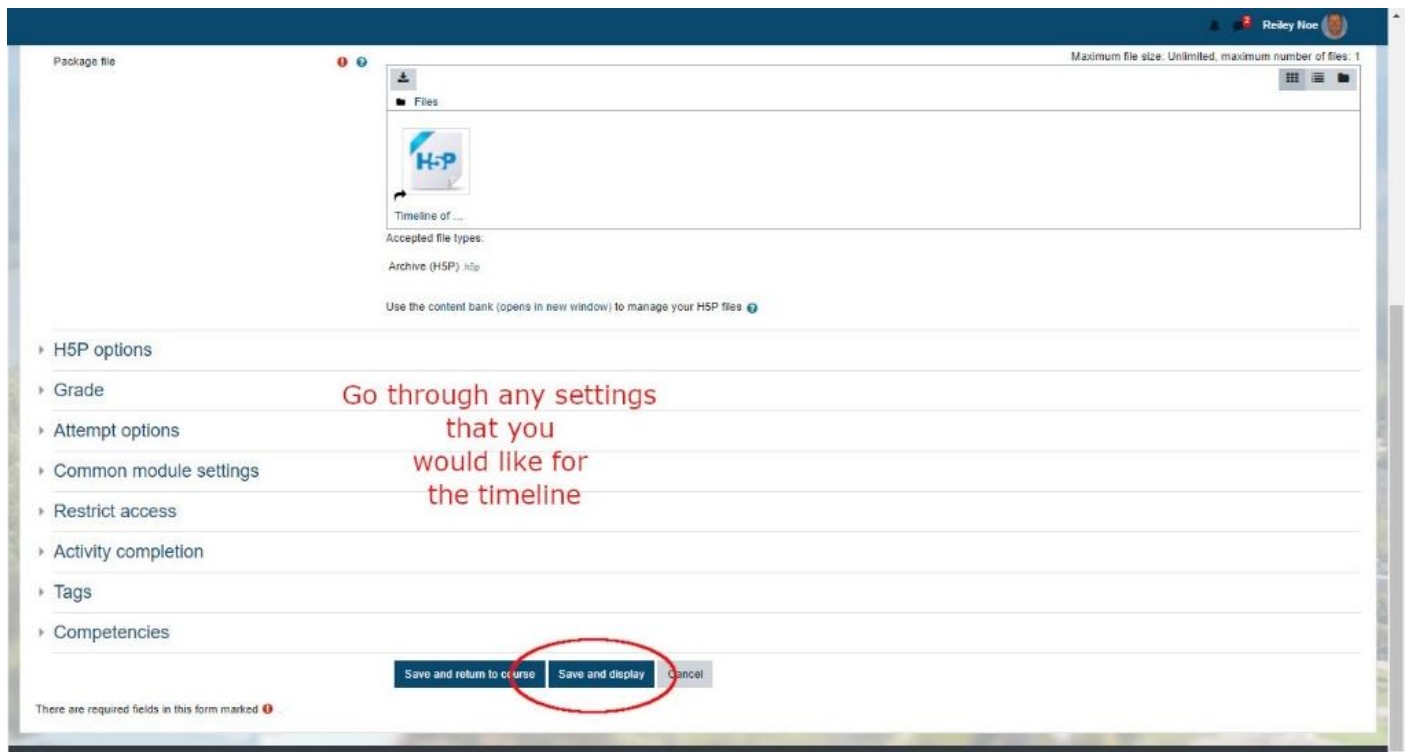 2
Reiley Noe
Package file
Maximum file size: Unlimited, maximum number of files: 1
Files
H5P
Timeline of ...
Accepted file types:
Archive (H5P) .h5p
Use the content bank (opens in new window) to manage your H5P files
H5P options
Grade
Attempt options
Common module settings
Restrict access
Activity completion
Tags
Competencies
Go through any settings
that you
would like for
the timeline
Save and return to course Save and display Cancel
There are required fields in this form marked